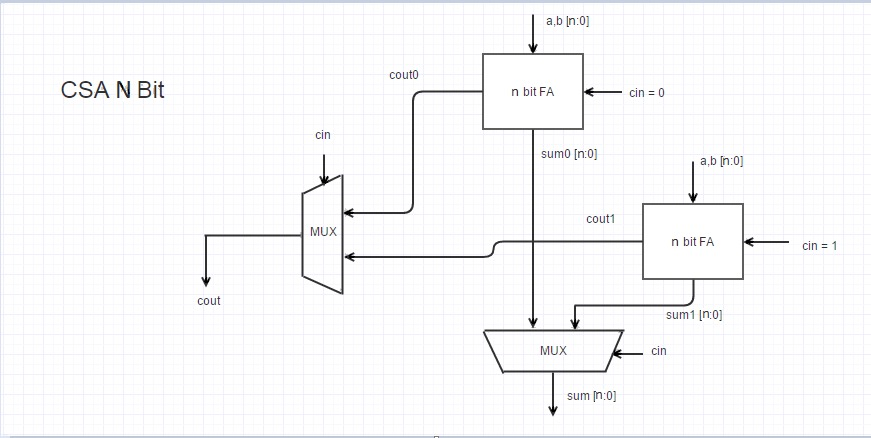 a,b [n:0]
cout0
CSA N Bit
n bit FA
cin = 0
cin
sum0 [n:0]
a,b [n:0]
cout1
MUX
n bit FA
cin = 1
cout
sum1 [n:0]
MUX
cin
sum [n:0]